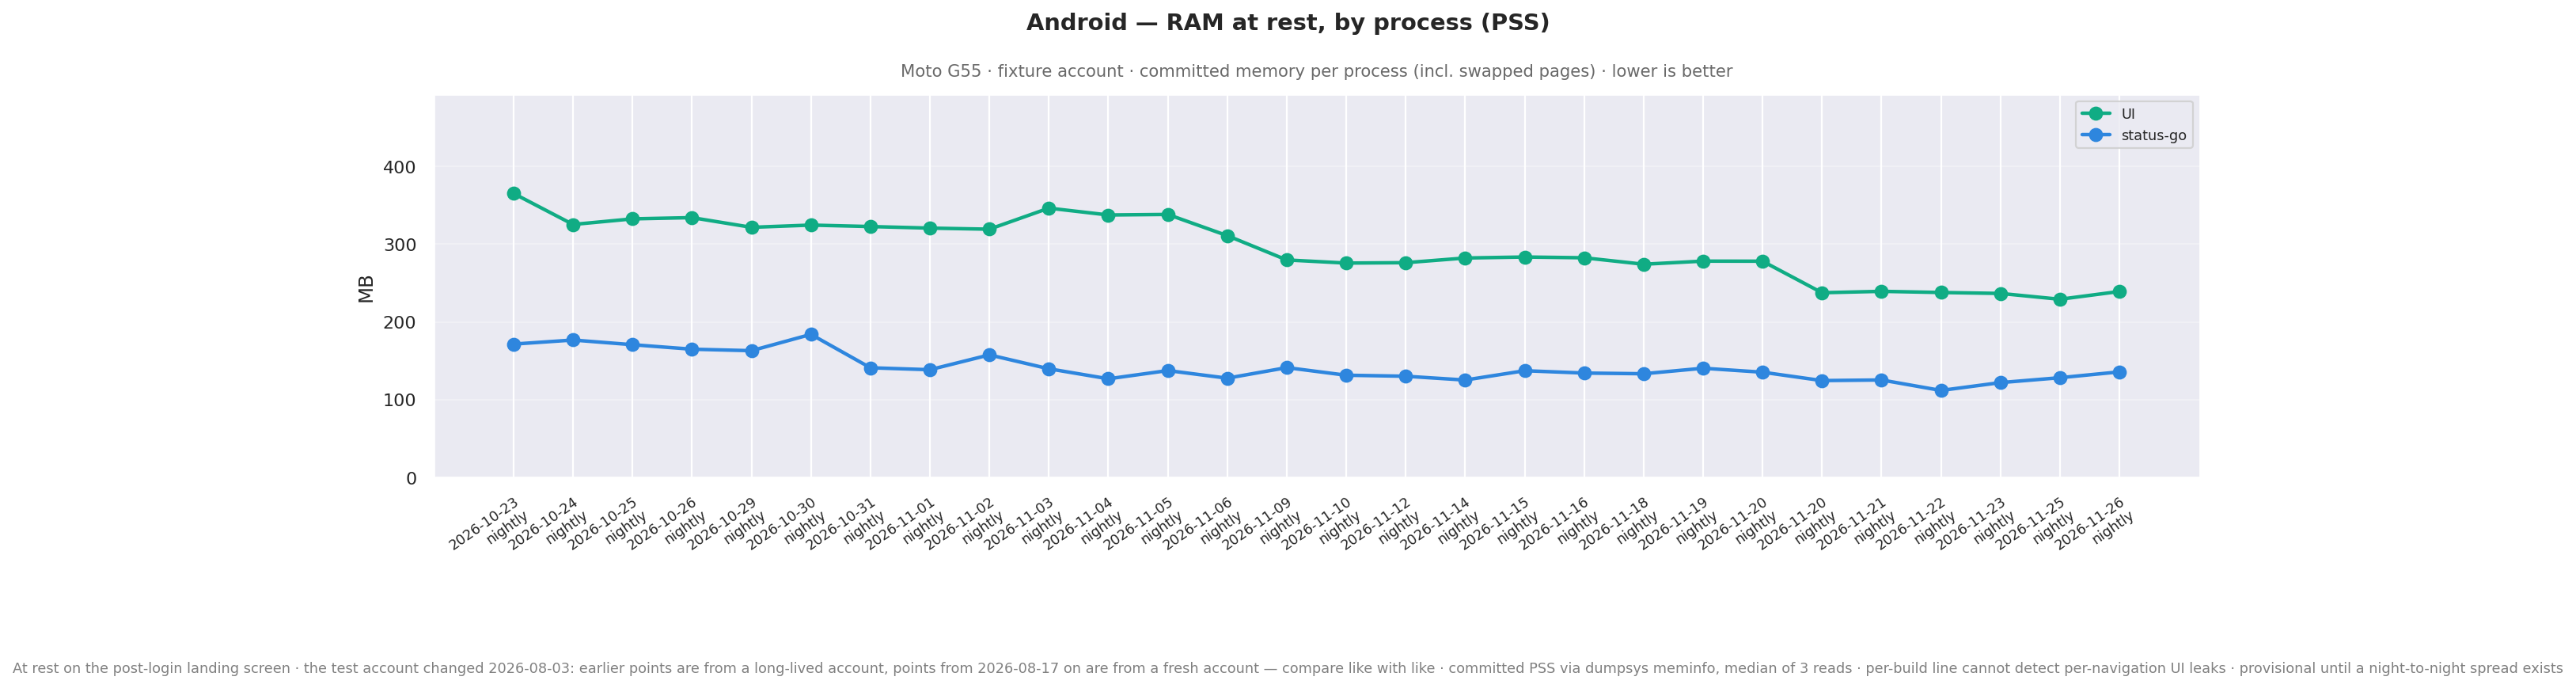 Android — RAM at rest, by process (PSS)
Moto G55 · fixture account · committed memory per process (incl. swapped pages) · lower is better
UI
status-go
MB
400
300
200
100
0
2026-10-23
nightly
2026-10-24
nightly
2026-10-25
nightly
2026-10-26
nightly
2026-10-29
nightly
2026-10-30
nightly
2026-10-31
nightly
2026-11-01
nightly
2026-11-02
nightly
2026-11-03
nightly
2026-11-04
nightly
2026-11-05
nightly
2026-11-06
nightly
2026-11-09
nightly
2026-11-10
nightly
2026-11-12
nightly
2026-11-14
nightly
2026-11-15
nightly
2026-11-16
nightly
2026-11-18
nightly
2026-11-19
nightly
2026-11-20
nightly
2026-11-20
nightly
2026-11-21
nightly
2026-11-22
nightly
2026-11-23
nightly
2026-11-25
nightly
2026-11-26
nightly
At rest on the post-login landing screen · the test account changed 2026-08-03: earlier points are from a long-lived account, points from 2026-08-17 on are from a fresh account — compare like with like · committed PSS via dumpsys meminfo, median of 3 reads · per-build line cannot detect per-navigation UI leaks · provisional until a night-to-night spread exists